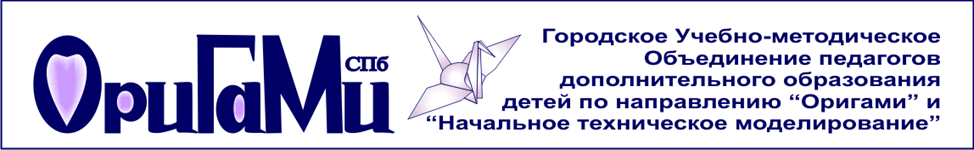 ОриГаМи СПб
Городское Учебно-методическое
Объединение педагогов
дополнительного образования
детей по направлению “Оригами” и
“Начальное техническое моделирование”